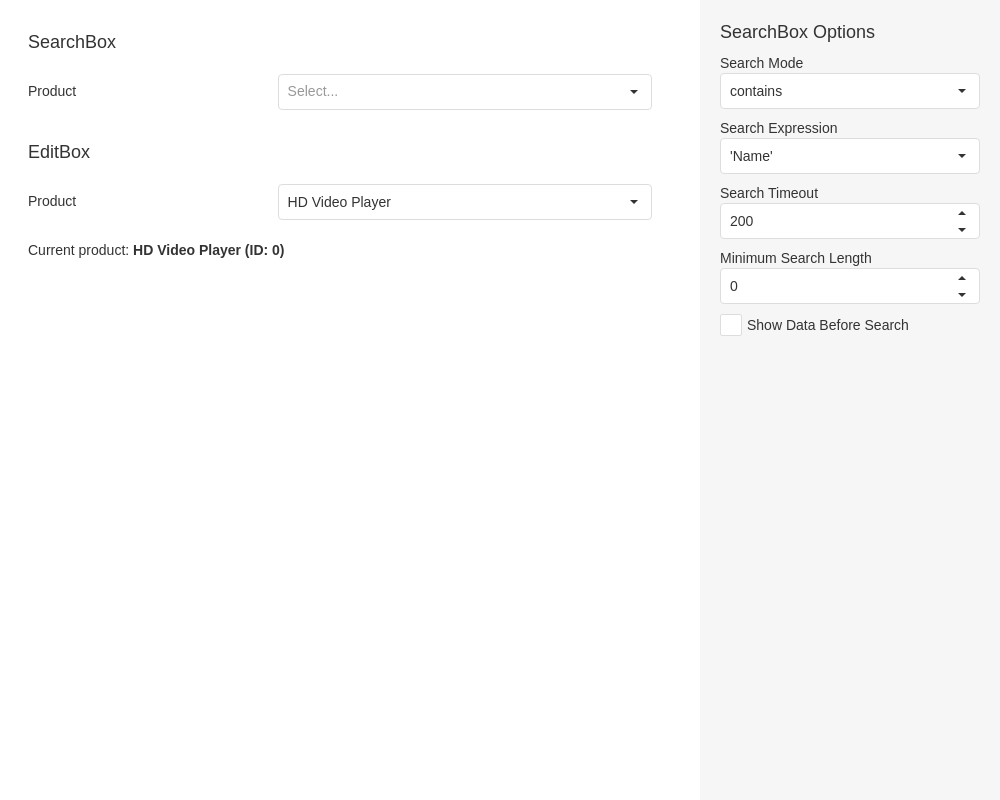 SearchBox
Product
Select...
EditBox
Product
HD Video Player
Current product: HD Video Player (ID: 0)
SearchBox Options
Search Mode
contains
Search Expression
'Name'
Search Timeout
200
Minimum Search Length
0
Show Data Before Search